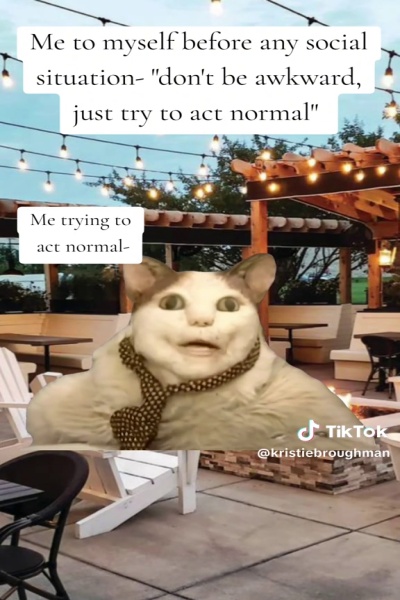 Me to myself before any social
situation- "don't be awkward,
just try to act normal"
Me trying to
act normal-
TikTok
@kristiebroughman